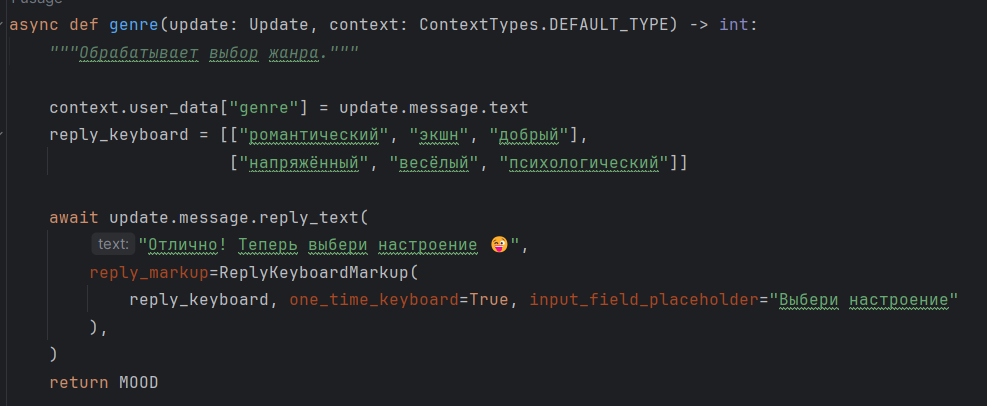 async def genre(update: Update, context: ContextTypes.DEFAULT_TYPE) -> int:
"""Обрабатывает выбор жанра."""
context.user_data["genre"] = update.message.text
reply_keyboard = [["романтический", "экшн", "добрый"],
["напряжённый", "весёлый", "психологический"]]
await update.message.reply_text(
text: "Отлично! Теперь выбери настроение 😜",
reply_markup=ReplyKeyboardMarkup(
reply_keyboard, one_time_keyboard=True, input_field_placeholder="Выбери настроение"
),
)
return MOOD